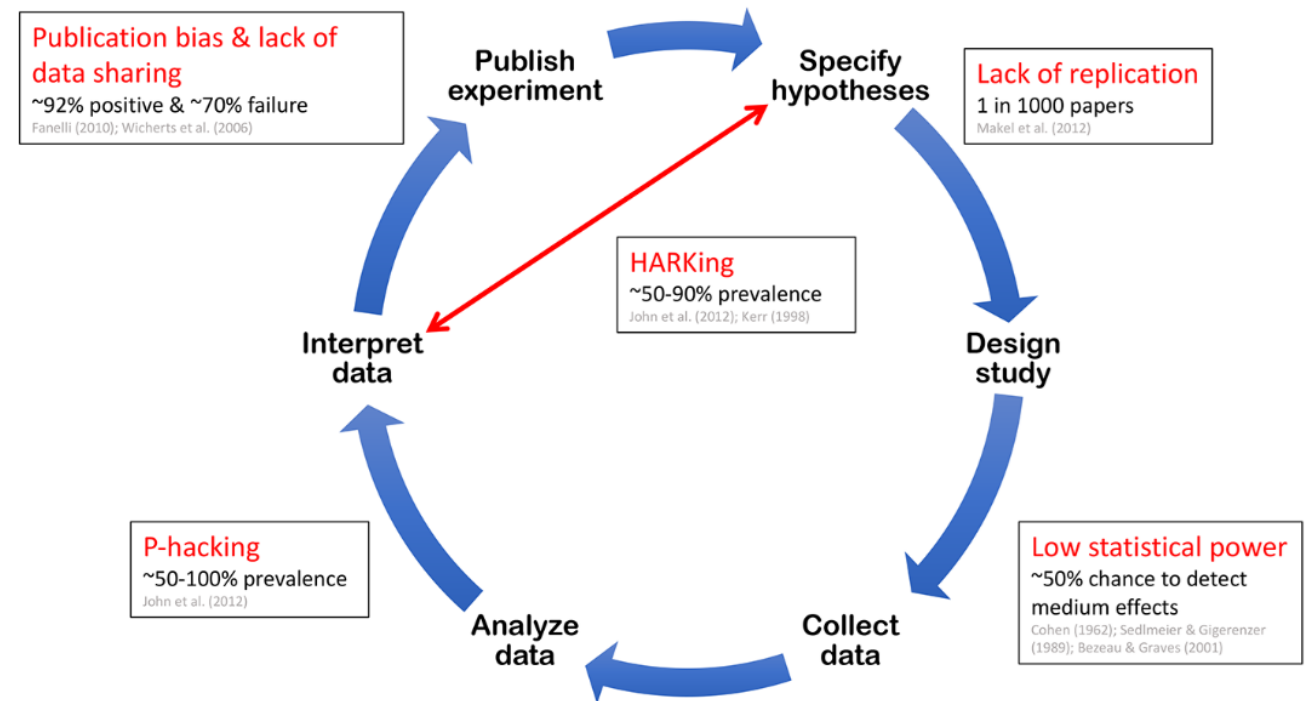 Publication bias & lack of
data sharing
~92% positive & ~70% failure
Fanelli (2010); Wicherts et al. (2006)
Publish
experiment
Specify
hypotheses
Lack of replication
1 in 1000 papers
Makel et al. (2012)
HARKing
~50-90% prevalence
John et al. (2012); Kerr (1998)
Interpret
data
Design
study
P-hacking
~50-100% prevalence
John et al. (2012)
Low statistical power
~50% chance to detect
medium effects
Cohen (1962); Sedlmeier & Gigerenzer
(1989); Bezeau & Graves (2001)
Analyze
data
Collect
data